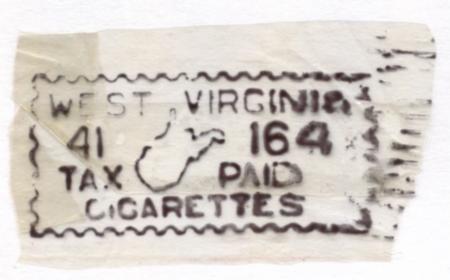 WEST VIRGINIA
41 164
TAX PAID
CIGARETTES